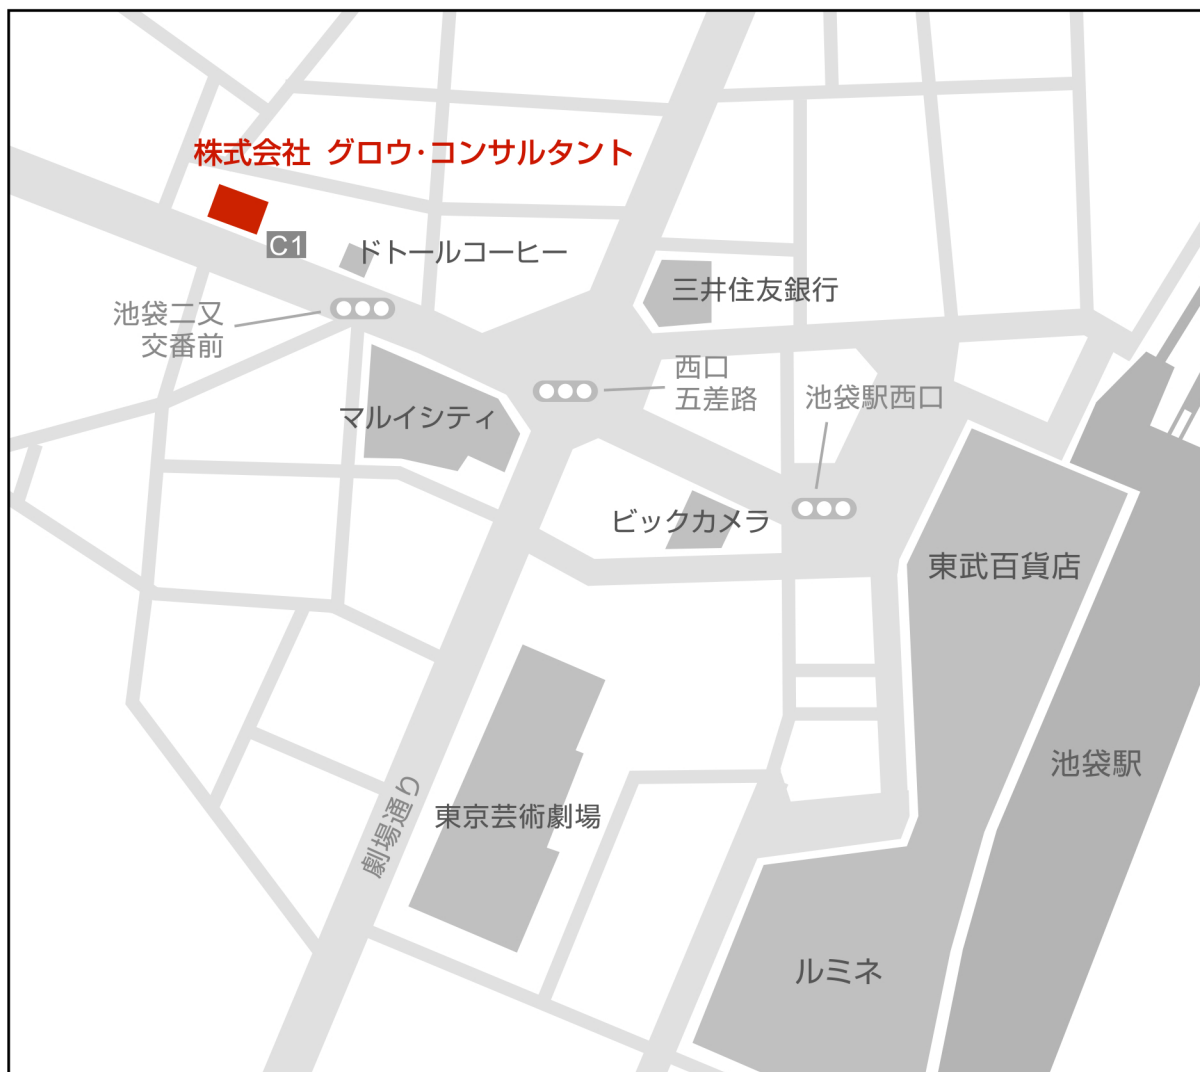 株式会社 グロウ・コンサルタント
C1
ドトールコーヒー
三井住友銀行
池袋二又
交番前
西口
五差路
池袋駅西口
マルイシティ
ビックカメラ
東武百貨店
池袋駅
劇場通り
東京芸術劇場
ルミネ